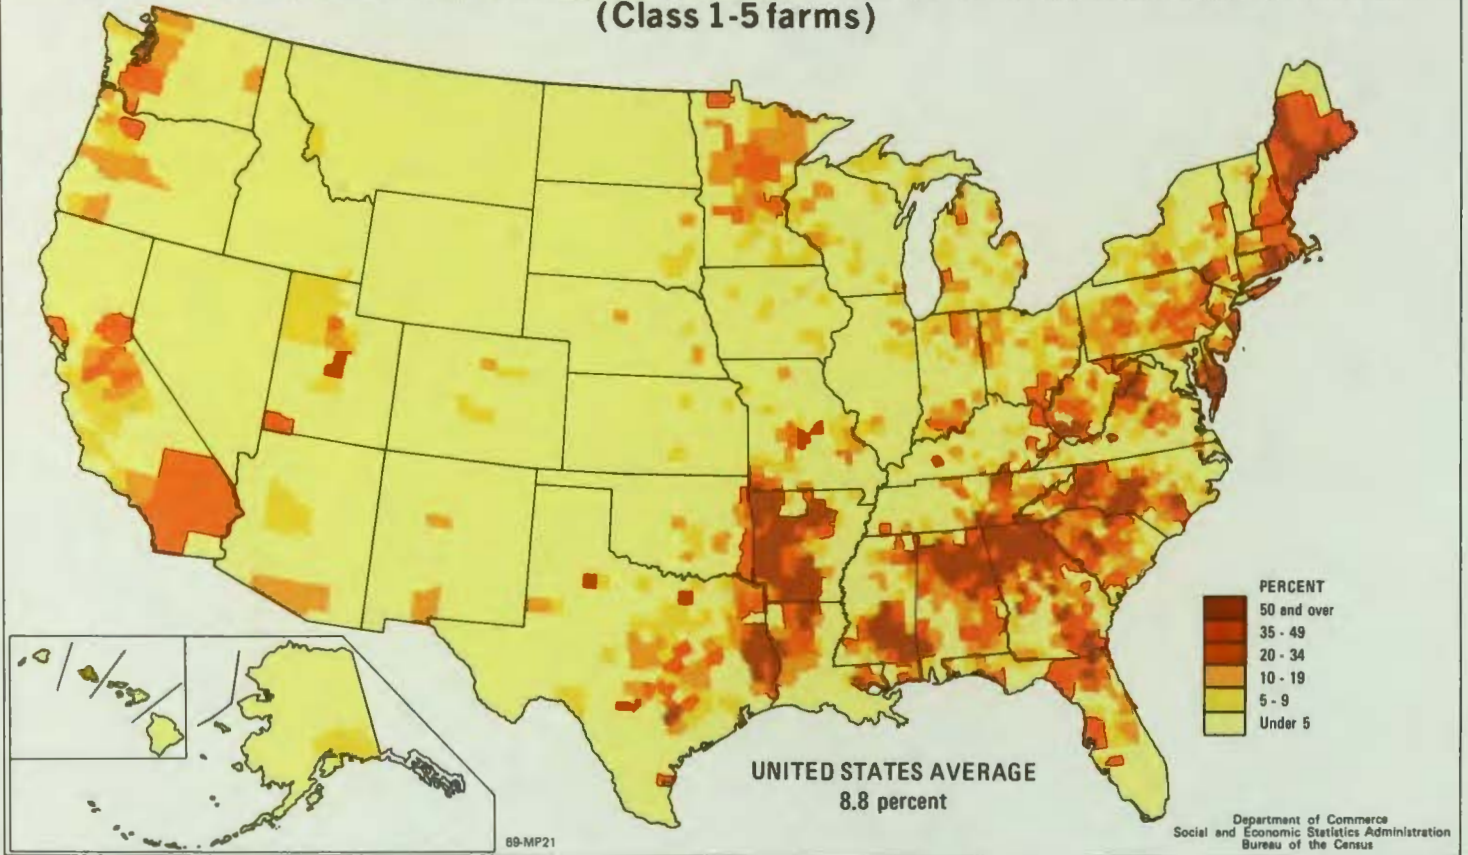 (Class 1-5 farms)
PERCENT
50 and over
35 - 49
20 - 34
10 - 19
5 - 9
Under 5
UNITED STATES AVERAGE
8.8 percent
89-MP21
Department of Commerce
Social and Economic Statistics Administration
Bureau of the Census